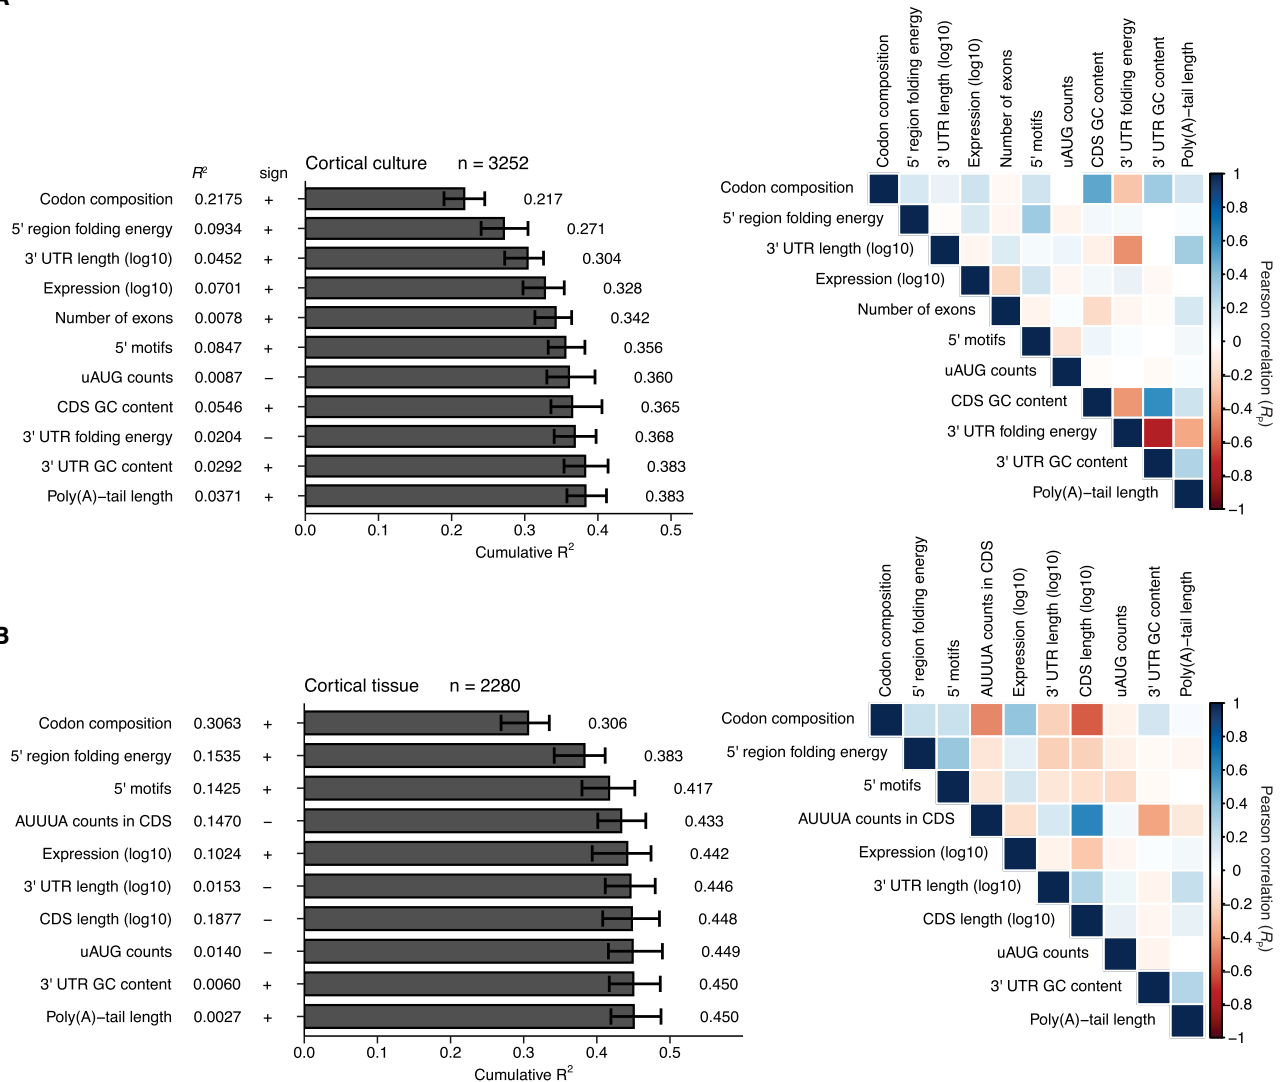 Cortical culture n = 3252
R² sign
Codon composition 0.2175 + 0.217
5' region folding energy 0.0934 + 0.271
3' UTR length (log10) 0.0452 + 0.304
Expression (log10) 0.0701 + 0.328
Number of exons 0.0078 + 0.342
5' motifs 0.0847 + 0.356
uAUG counts 0.0087 − 0.360
CDS GC content 0.0546 + 0.365
3' UTR folding energy 0.0204 − 0.368
3' UTR GC content 0.0292 + 0.383
Poly(A)−tail length 0.0371 + 0.383
0.0 0.1 0.2 0.3 0.4 0.5
Cumulative R²
Codon composition
5' region folding energy
3' UTR length (log10)
Expression (log10)
Number of exons
5' motifs
uAUG counts
CDS GC content
3' UTR folding energy
3' UTR GC content
Poly(A)−tail length
Codon composition
5' region folding energy
3' UTR length (log10)
Expression (log10)
Number of exons
5' motifs
uAUG counts
CDS GC content
3' UTR folding energy
3' UTR GC content
Poly(A)−tail length
1
0.8
0.6
0.4
0.2
0
−0.2
−0.4
−0.6
−0.8
−1
Pearson correlation (Rp)
B
Cortical tissue n = 2280
Codon composition 0.3063 + 0.306
5' region folding energy 0.1535 + 0.383
5' motifs 0.1425 + 0.417
AUUUA counts in CDS 0.1470 − 0.433
Expression (log10) 0.1024 + 0.442
3' UTR length (log10) 0.0153 − 0.446
CDS length (log10) 0.1877 − 0.448
uAUG counts 0.0140 − 0.449
3' UTR GC content 0.0060 + 0.450
Poly(A)−tail length 0.0027 + 0.450
0.0 0.1 0.2 0.3 0.4 0.5
Cumulative R²
Codon composition
5' region folding energy
5' motifs
AUUUA counts in CDS
Expression (log10)
3' UTR length (log10)
CDS length (log10)
uAUG counts
3' UTR GC content
Poly(A)−tail length
Codon composition
5' region folding energy
5' motifs
AUUUA counts in CDS
Expression (log10)
3' UTR length (log10)
CDS length (log10)
uAUG counts
3' UTR GC content
Poly(A)−tail length
1
0.8
0.6
0.4
0.2
0
−0.2
−0.4
−0.6
−0.8
−1
Pearson correlation (Rp)